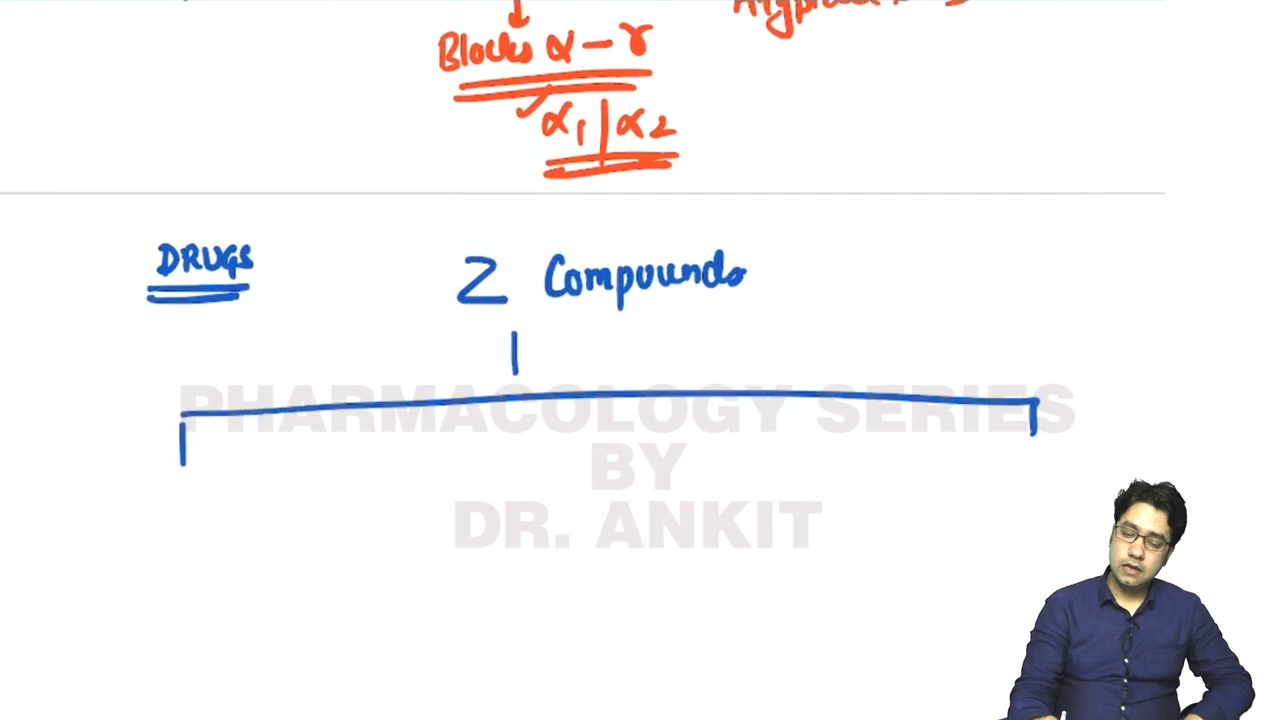 Blocks α – r
α1 | α2
DRUGS
Z Compounds
PHARMACOLOGY SERIES
BY
DR. ANKIT